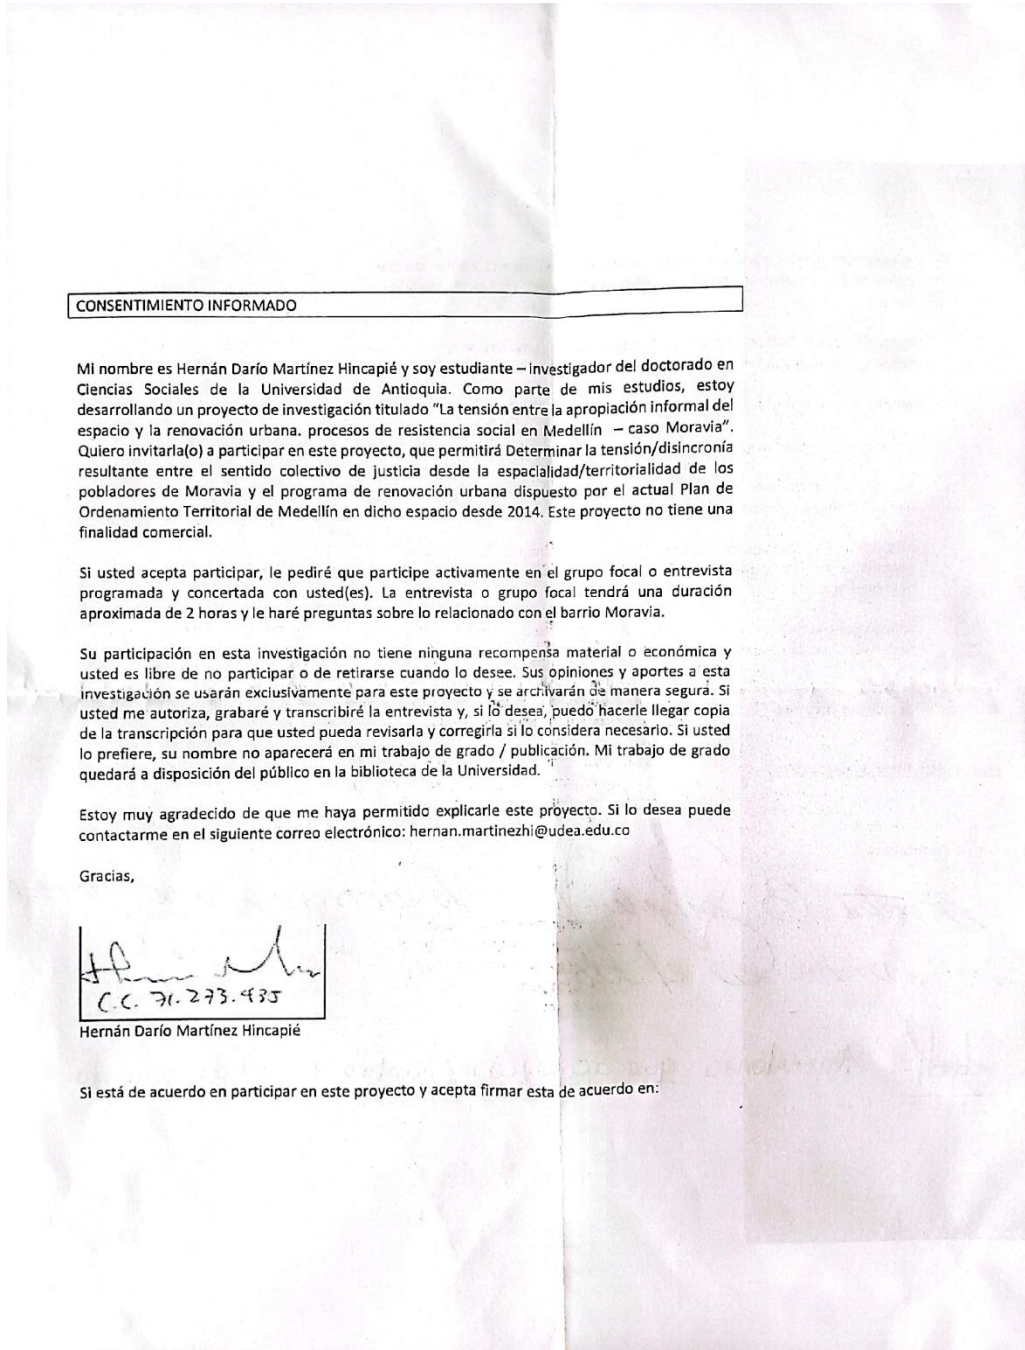 CONSENTIMIENTO INFORMADO
Mi nombre es Hernán Darío Martínez Hincapié y soy estudiante – investigador del doctorado en
Ciencias Sociales de la Universidad de Antioquia. Como parte de mis estudios, estoy
desarrollando un proyecto de investigación titulado "La tensión entre la apropiación informal del
espacio y la renovación urbana. procesos de resistencia social en Medellín – caso Moravia".
Quiero invitarla(o) a participar en este proyecto, que permitirá Determinar la tensión/disincronía
resultante entre el sentido colectivo de justicia desde la espacialidad/territorialidad de los
pobladores de Moravia y el programa de renovación urbana dispuesto por el actual Plan de
Ordenamiento Territorial de Medellín en dicho espacio desde 2014. Este proyecto no tiene una
finalidad comercial.
Si usted acepta participar, le pediré que participe activamente en el grupo focal o entrevista
programada y concertada con usted(es). La entrevista o grupo focal tendrá una duración
aproximada de 2 horas y le haré preguntas sobre lo relacionado con el barrio Moravia.
Su participación en esta investigación no tiene ninguna recompensa material o económica y
usted es libre de no participar o de retirarse cuando lo desee. Sus opiniones y aportes a esta
investigación se usarán exclusivamente para este proyecto y se archivarán de manera segura. Si
usted me autoriza, grabaré y transcribiré la entrevista y, si lo desea, puedo hacerle llegar copia
de la transcripción para que usted pueda revisarla y corregirla si lo considera necesario. Si usted
lo prefiere, su nombre no aparecerá en mi trabajo de grado / publicación. Mi trabajo de grado
quedará a disposición del público en la biblioteca de la Universidad.
Estoy muy agradecido de que me haya permitido explicarle este proyecto. Si lo desea puede
contactarme en el siguiente correo electrónico: hernan.martinezhi@udea.edu.co
Gracias,
C.C. 71.273.435
Hernán Darío Martínez Hincapié
Si está de acuerdo en participar en este proyecto y acepta firmar esta de acuerdo en: